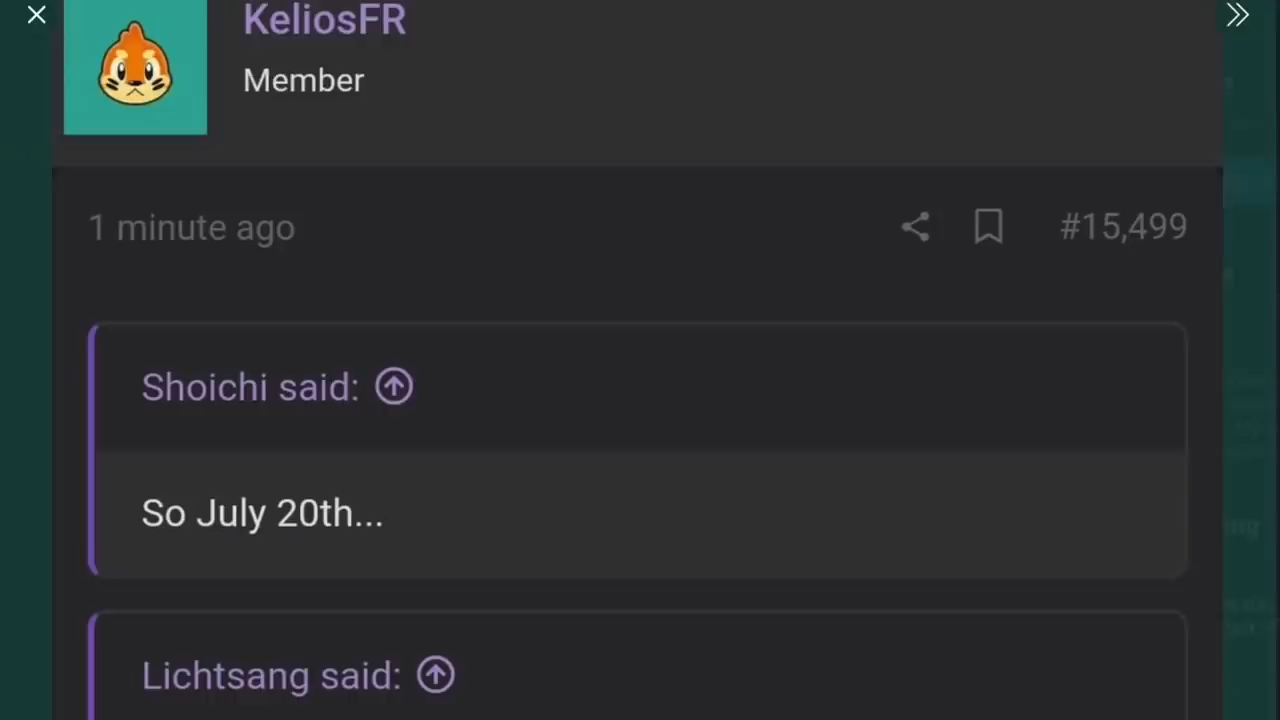 KeliosFR
Member
1 minute ago
#15,499
Shoichi said:
So July 20th...
Lichtsang said: